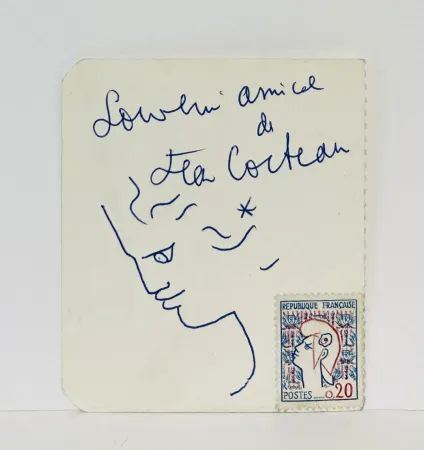 Souvenir amical
de
Jean Cocteau
*
REPUBLIQUE FRANÇAISE
POSTES 0.20